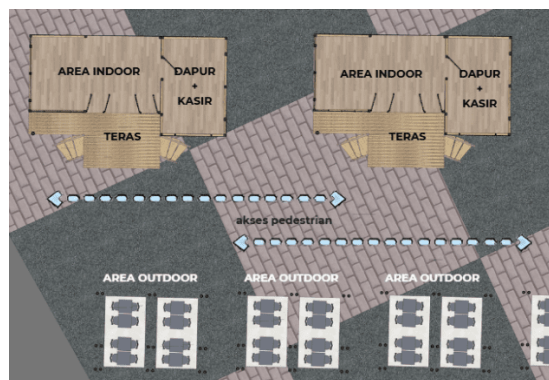 AREA INDOOR
DAPUR
+
KASIR
TERAS
AREA INDOOR
DAPUR
+
KASIR
TERAS
akses pedestrian
AREA OUTDOOR
AREA OUTDOOR
AREA OUTDOOR